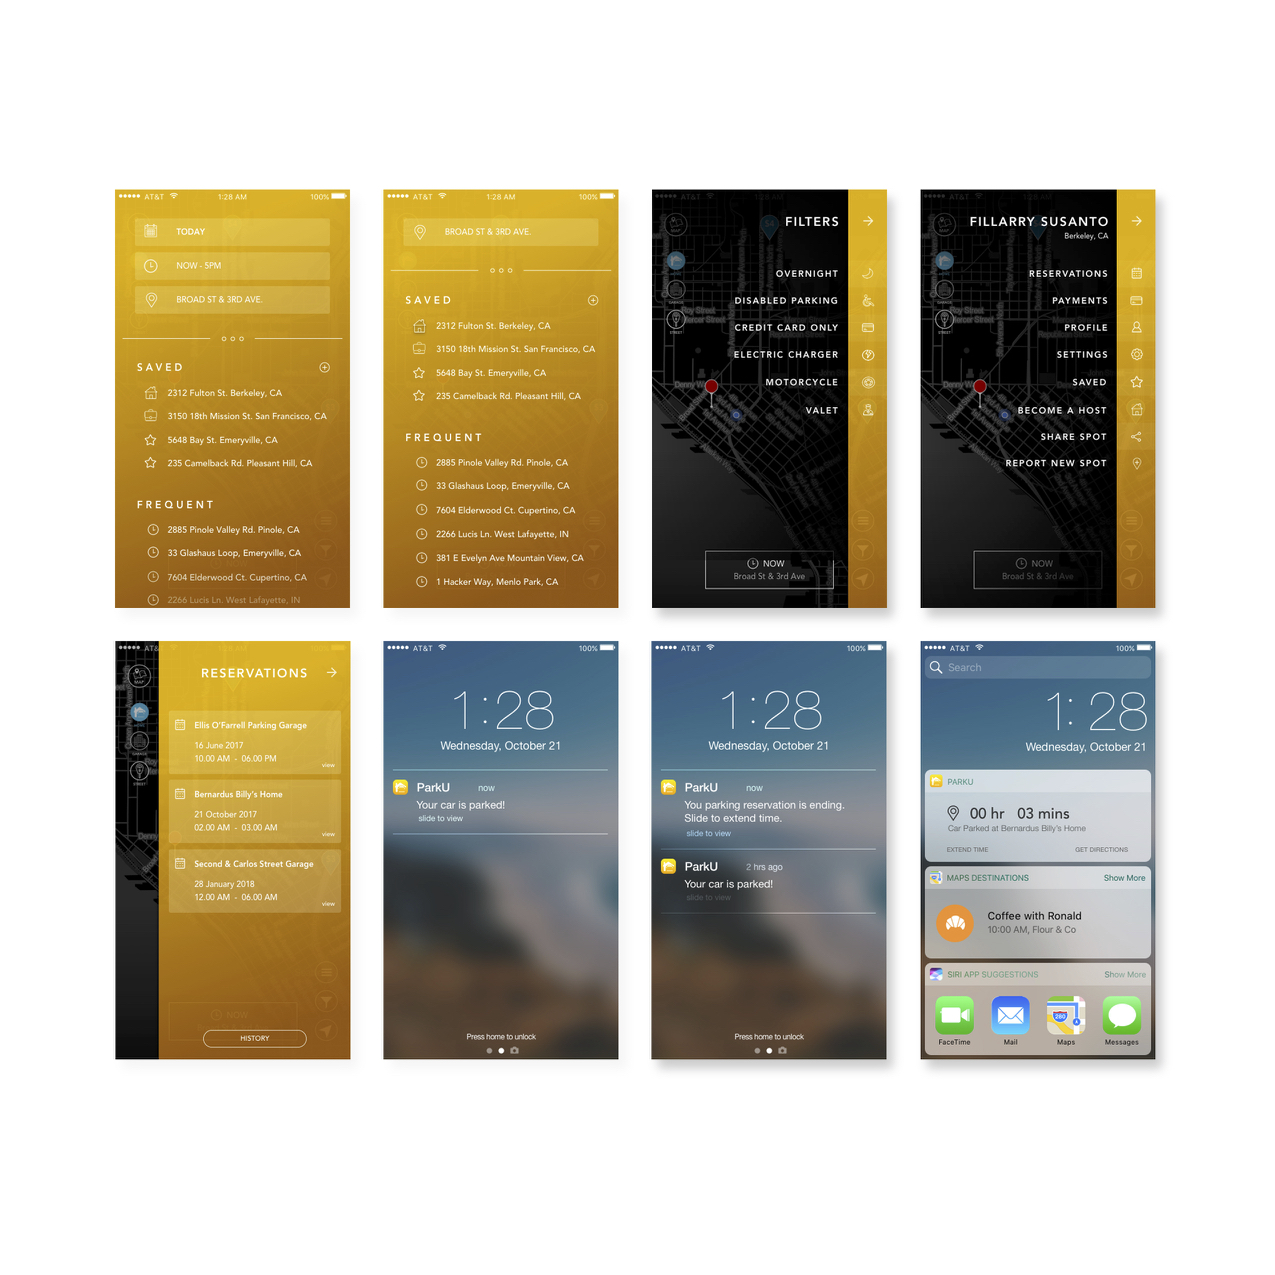 AT&T 1:28 AM 100%
TODAY
NOW - 5PM
BROAD ST & 3RD AVE.
SAVED
2312 Fulton St. Berkeley, CA
3150 18th Mission St. San Francisco, CA
5648 Bay St. Emeryville, CA
235 Camelback Rd. Pleasant Hill, CA
FREQUENT
2885 Pinole Valley Rd. Pinole, CA
33 Glashaus Loop, Emeryville, CA
7604 Elderwood Ct. Cupertino, CA
2266 Lucis Ln. West Lafayette, IN
AT&T 1:28 AM 100%
BROAD ST & 3RD AVE.
SAVED
2312 Fulton St. Berkeley, CA
3150 18th Mission St. San Francisco, CA
5648 Bay St. Emeryville, CA
235 Camelback Rd. Pleasant Hill, CA
FREQUENT
2885 Pinole Valley Rd. Pinole, CA
33 Glashaus Loop, Emeryville, CA
7604 Elderwood Ct. Cupertino, CA
2266 Lucis Ln. West Lafayette, IN
381 E Evelyn Ave Mountain View, CA
1 Hacker Way, Menlo Park, CA
AT&T
FILTERS
MAP
OVERNIGHT
GARAGE
DISABLED PARKING
STREET
CREDIT CARD ONLY
ELECTRIC CHARGER
MOTORCYCLE
VALET
NOW
Broad St & 3rd Ave
AT&T
FILLARRY SUSANTO
Berkeley, CA
MAP
RESERVATIONS
GARAGE
PAYMENTS
STREET
PROFILE
SETTINGS
SAVED
BECOME A HOST
SHARE SPOT
REPORT NEW SPOT
NOW
Broad St & 3rd Ave
AT&
RESERVATIONS
MAP
GARAGE
STREET
Ellis O'Farrell Parking Garage
16 June 2017
10.00 AM - 06.00 PM
view
Bernardus Billy's Home
21 October 2017
02.00 AM - 03.00 AM
view
Second & Carlos Street Garage
28 January 2018
12.00 AM - 06.00 AM
view
NOW
HISTORY
AT&T 100%
1:28
Wednesday, October 21
ParkU now
Your car is parked!
slide to view
Press home to unlock
AT&T 100%
1:28
Wednesday, October 21
ParkU now
You parking reservation is ending.
Slide to extend time.
slide to view
ParkU 2 hrs ago
Your car is parked!
slide to view
Press home to unlock
AT&T 100%
Search
1:28
Wednesday, October 21
PARKU
00 hr 03 mins
Car Parked at Bernardus Billy's Home
EXTEND TIME GET DIRECTIONS
MAPS DESTINATIONS Show More
Coffee with Ronald
10:00 AM, Flour & Co
SIRI APP SUGGESTIONS Show More
280
FaceTime Mail Maps Messages